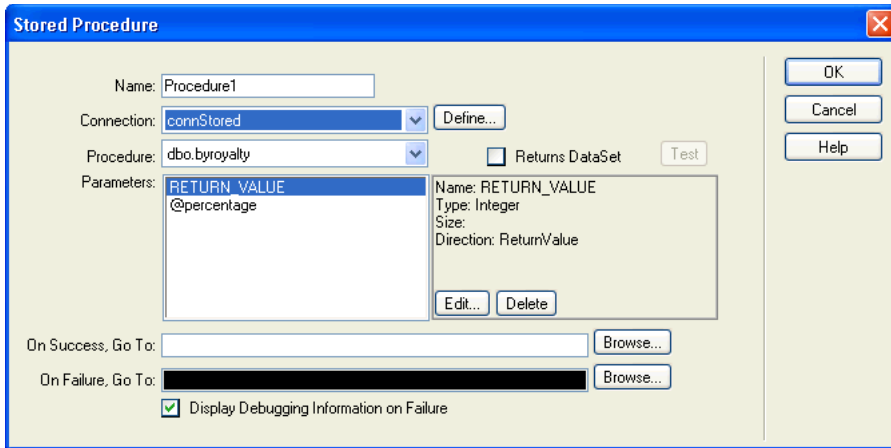 Stored Procedure
Name: Procedure1
OK
Connection: connStored Define...
Cancel
Procedure: dbo.byroyalty Returns DataSet Test
Help
Parameters:
RETURN_VALUE
@percentage
Name: RETURN_VALUE
Type: Integer
Size:
Direction: ReturnValue
Edit... Delete
On Success, Go To: Browse...
On Failure, Go To: Browse...
Display Debugging Information on Failure